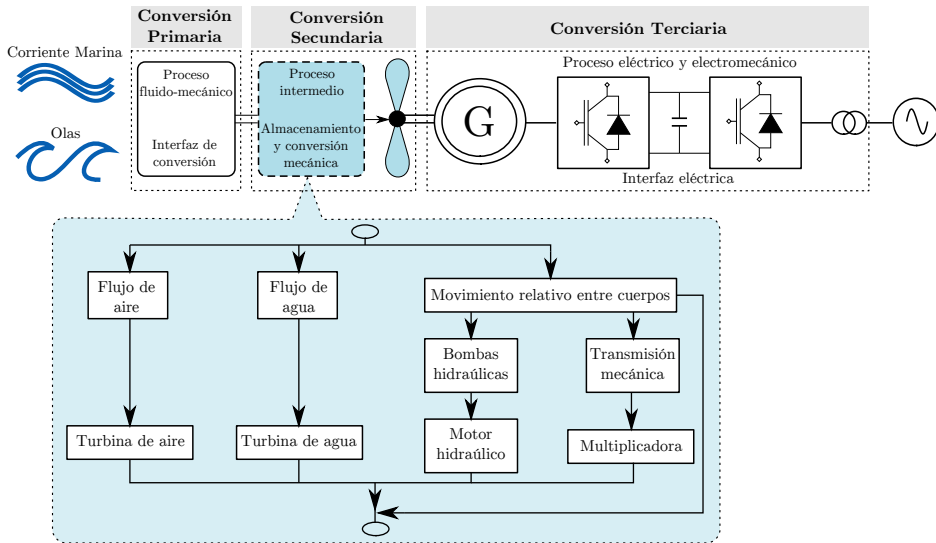 Conversión
Primaria
Conversión
Secundaria
Conversión Terciaria
Corriente Marina
Olas
Proceso
fluido-mecánico
Interfaz de
conversión
Proceso
intermedio
Almacenamiento
y conversión
mecánica
Proceso eléctrico y electromecánico
G
Interfaz eléctrica
Flujo de
aire
Flujo de
agua
Movimiento relativo entre cuerpos
Bombas
hidraúlicas
Transmisión
mecánica
Turbina de aire
Turbina de agua
Motor
hidraúlico
Multiplicadora